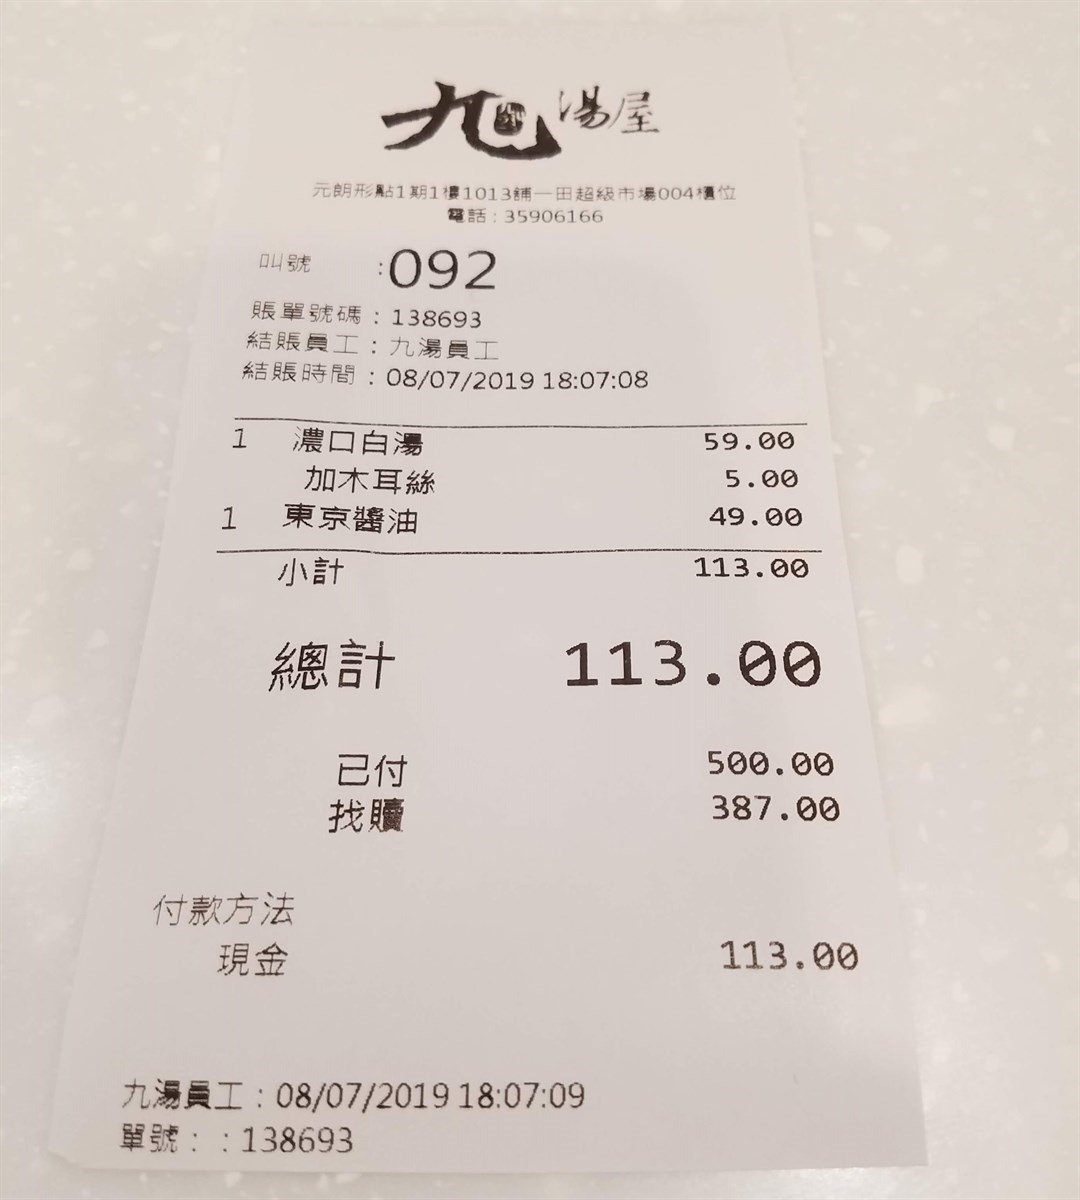 九湯屋
元朗形點1期1樓1013舖一田超級市場004櫃位
電話：35906166
叫號 :092
賬單號碼：138693
結賬員工：九湯員工
結賬時間：08/07/2019 18:07:08
1 濃口白湯 59.00
加木耳絲 5.00
1 東京醬油 49.00
小計 113.00
總計 113.00
已付 500.00
找贖 387.00
付款方法
現金 113.00
九湯員工：08/07/2019 18:07:09
單號：：138693